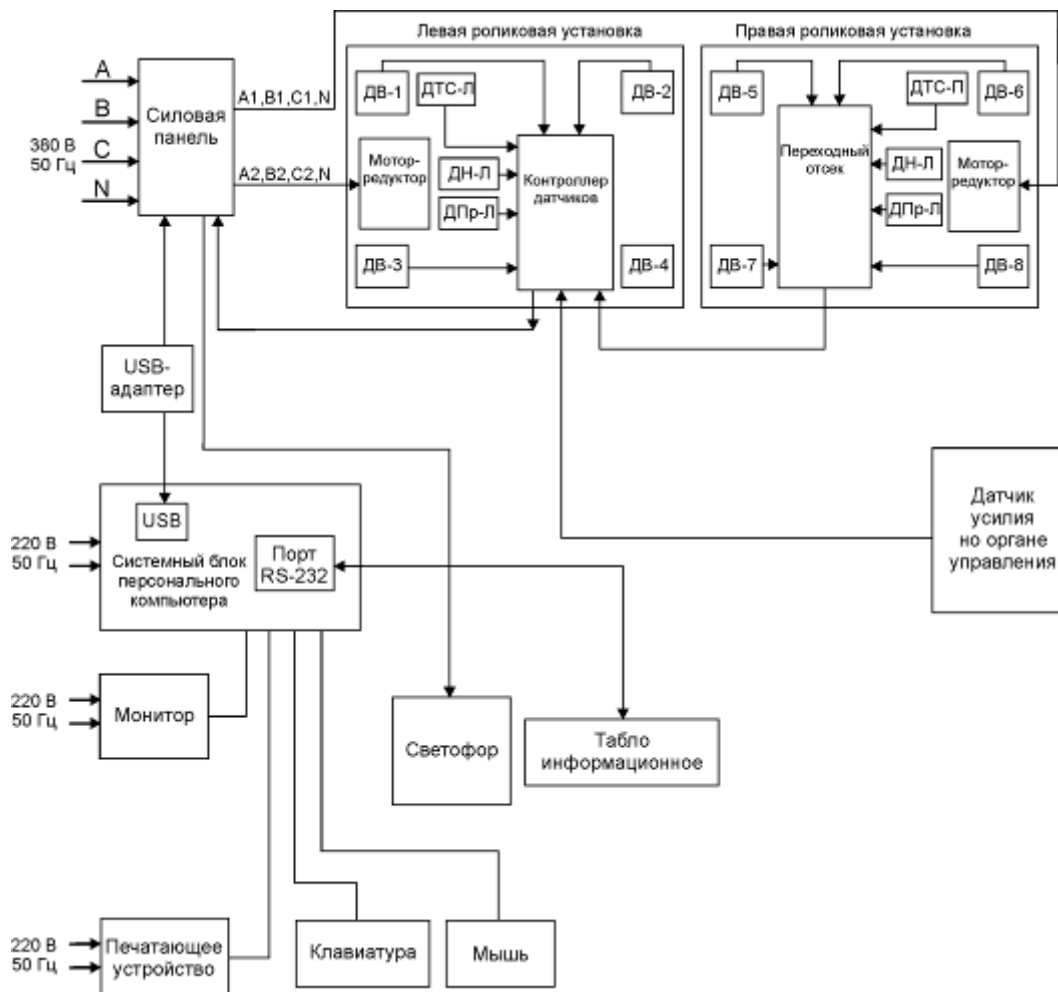 Левая роликовая установка
Правая роликовая установка
A
B
C
N
380 В
50 Гц
Силовая
панель
A1,B1,C1,N
A2,B2,C2,N
ДВ-1
ДТС-Л
ДВ-2
Мотор-
редуктор
ДН-Л
ДПр-Л
Контроллер
датчиков
ДВ-3
ДВ-4
ДВ-5
ДТС-П
ДВ-6
Переходный
отсек
ДН-Л
ДПр-Л
Мотор-
редуктор
ДВ-7
ДВ-8
USB-
адаптер
USB
220 В
50 Гц
Системный блок
персонального
компьютера
Порт
RS-232
Датчик
усилия
но органе
управления
220 В
50 Гц
Монитор
Светофор
Табло
информационное
220 В
50 Гц
Печатающее
устройство
Клавиатура
Мышь